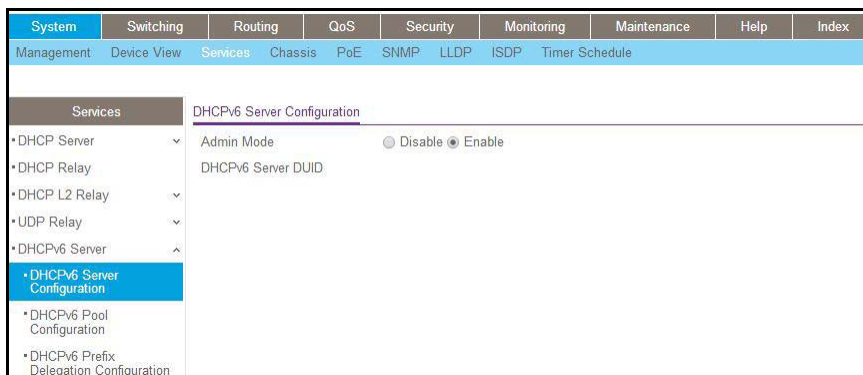 System Switching Routing QoS Security Monitoring Maintenance Help Index
Management Device View Services Chassis PoE SNMP LLDP ISDP Timer Schedule
Services
DHCP Server
DHCP Relay
DHCP L2 Relay
UDP Relay
DHCPv6 Server
DHCPv6 Server
Configuration
DHCPv6 Pool
Configuration
DHCPv6 Prefix
Delegation Configuration
DHCPv6 Server Configuration
Admin Mode Disable Enable
DHCPv6 Server DUID